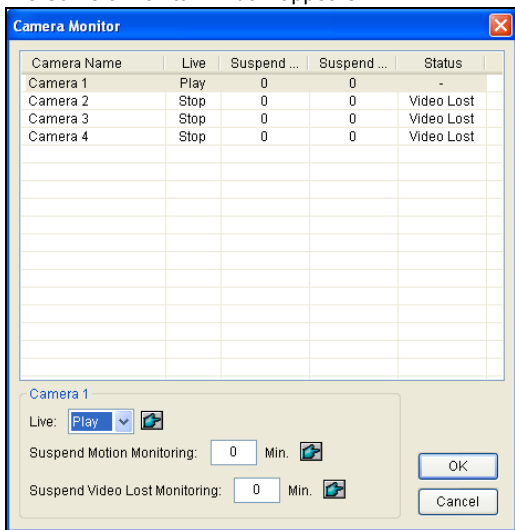 Camera Monitor
Camera Name Live Suspend ... Suspend ... Status
Camera 1 Play 0 0 -
Camera 2 Stop 0 0 Video Lost
Camera 3 Stop 0 0 Video Lost
Camera 4 Stop 0 0 Video Lost
Camera 1
Live: Play
Suspend Motion Monitoring: 0 Min.
Suspend Video Lost Monitoring: 0 Min.
OK
Cancel